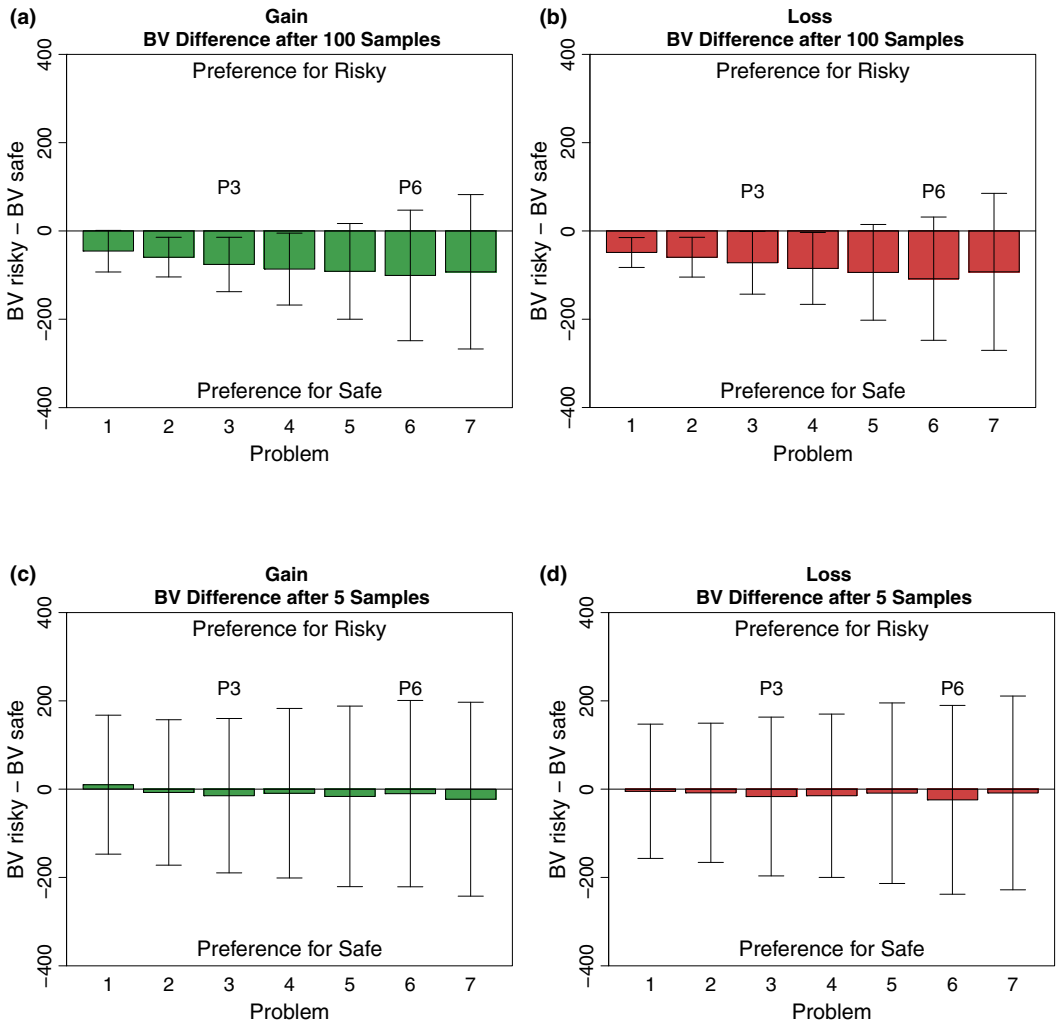 (a)
Gain
BV Difference after 100 Samples
BV risky − BV safe
400
200
0
−200
−400
Preference for Risky
P3 P6
Preference for Safe
1 2 3 4 5 6 7
Problem
(b)
Loss
BV Difference after 100 Samples
BV risky − BV safe
400
200
0
−200
−400
Preference for Risky
P3 P6
Preference for Safe
1 2 3 4 5 6 7
Problem
(c)
Gain
BV Difference after 5 Samples
BV risky − BV safe
400
200
0
−200
−400
Preference for Risky
P3 P6
Preference for Safe
1 2 3 4 5 6 7
Problem
(d)
Loss
BV Difference after 5 Samples
BV risky − BV safe
400
200
0
−200
−400
Preference for Risky
P3 P6
Preference for Safe
1 2 3 4 5 6 7
Problem